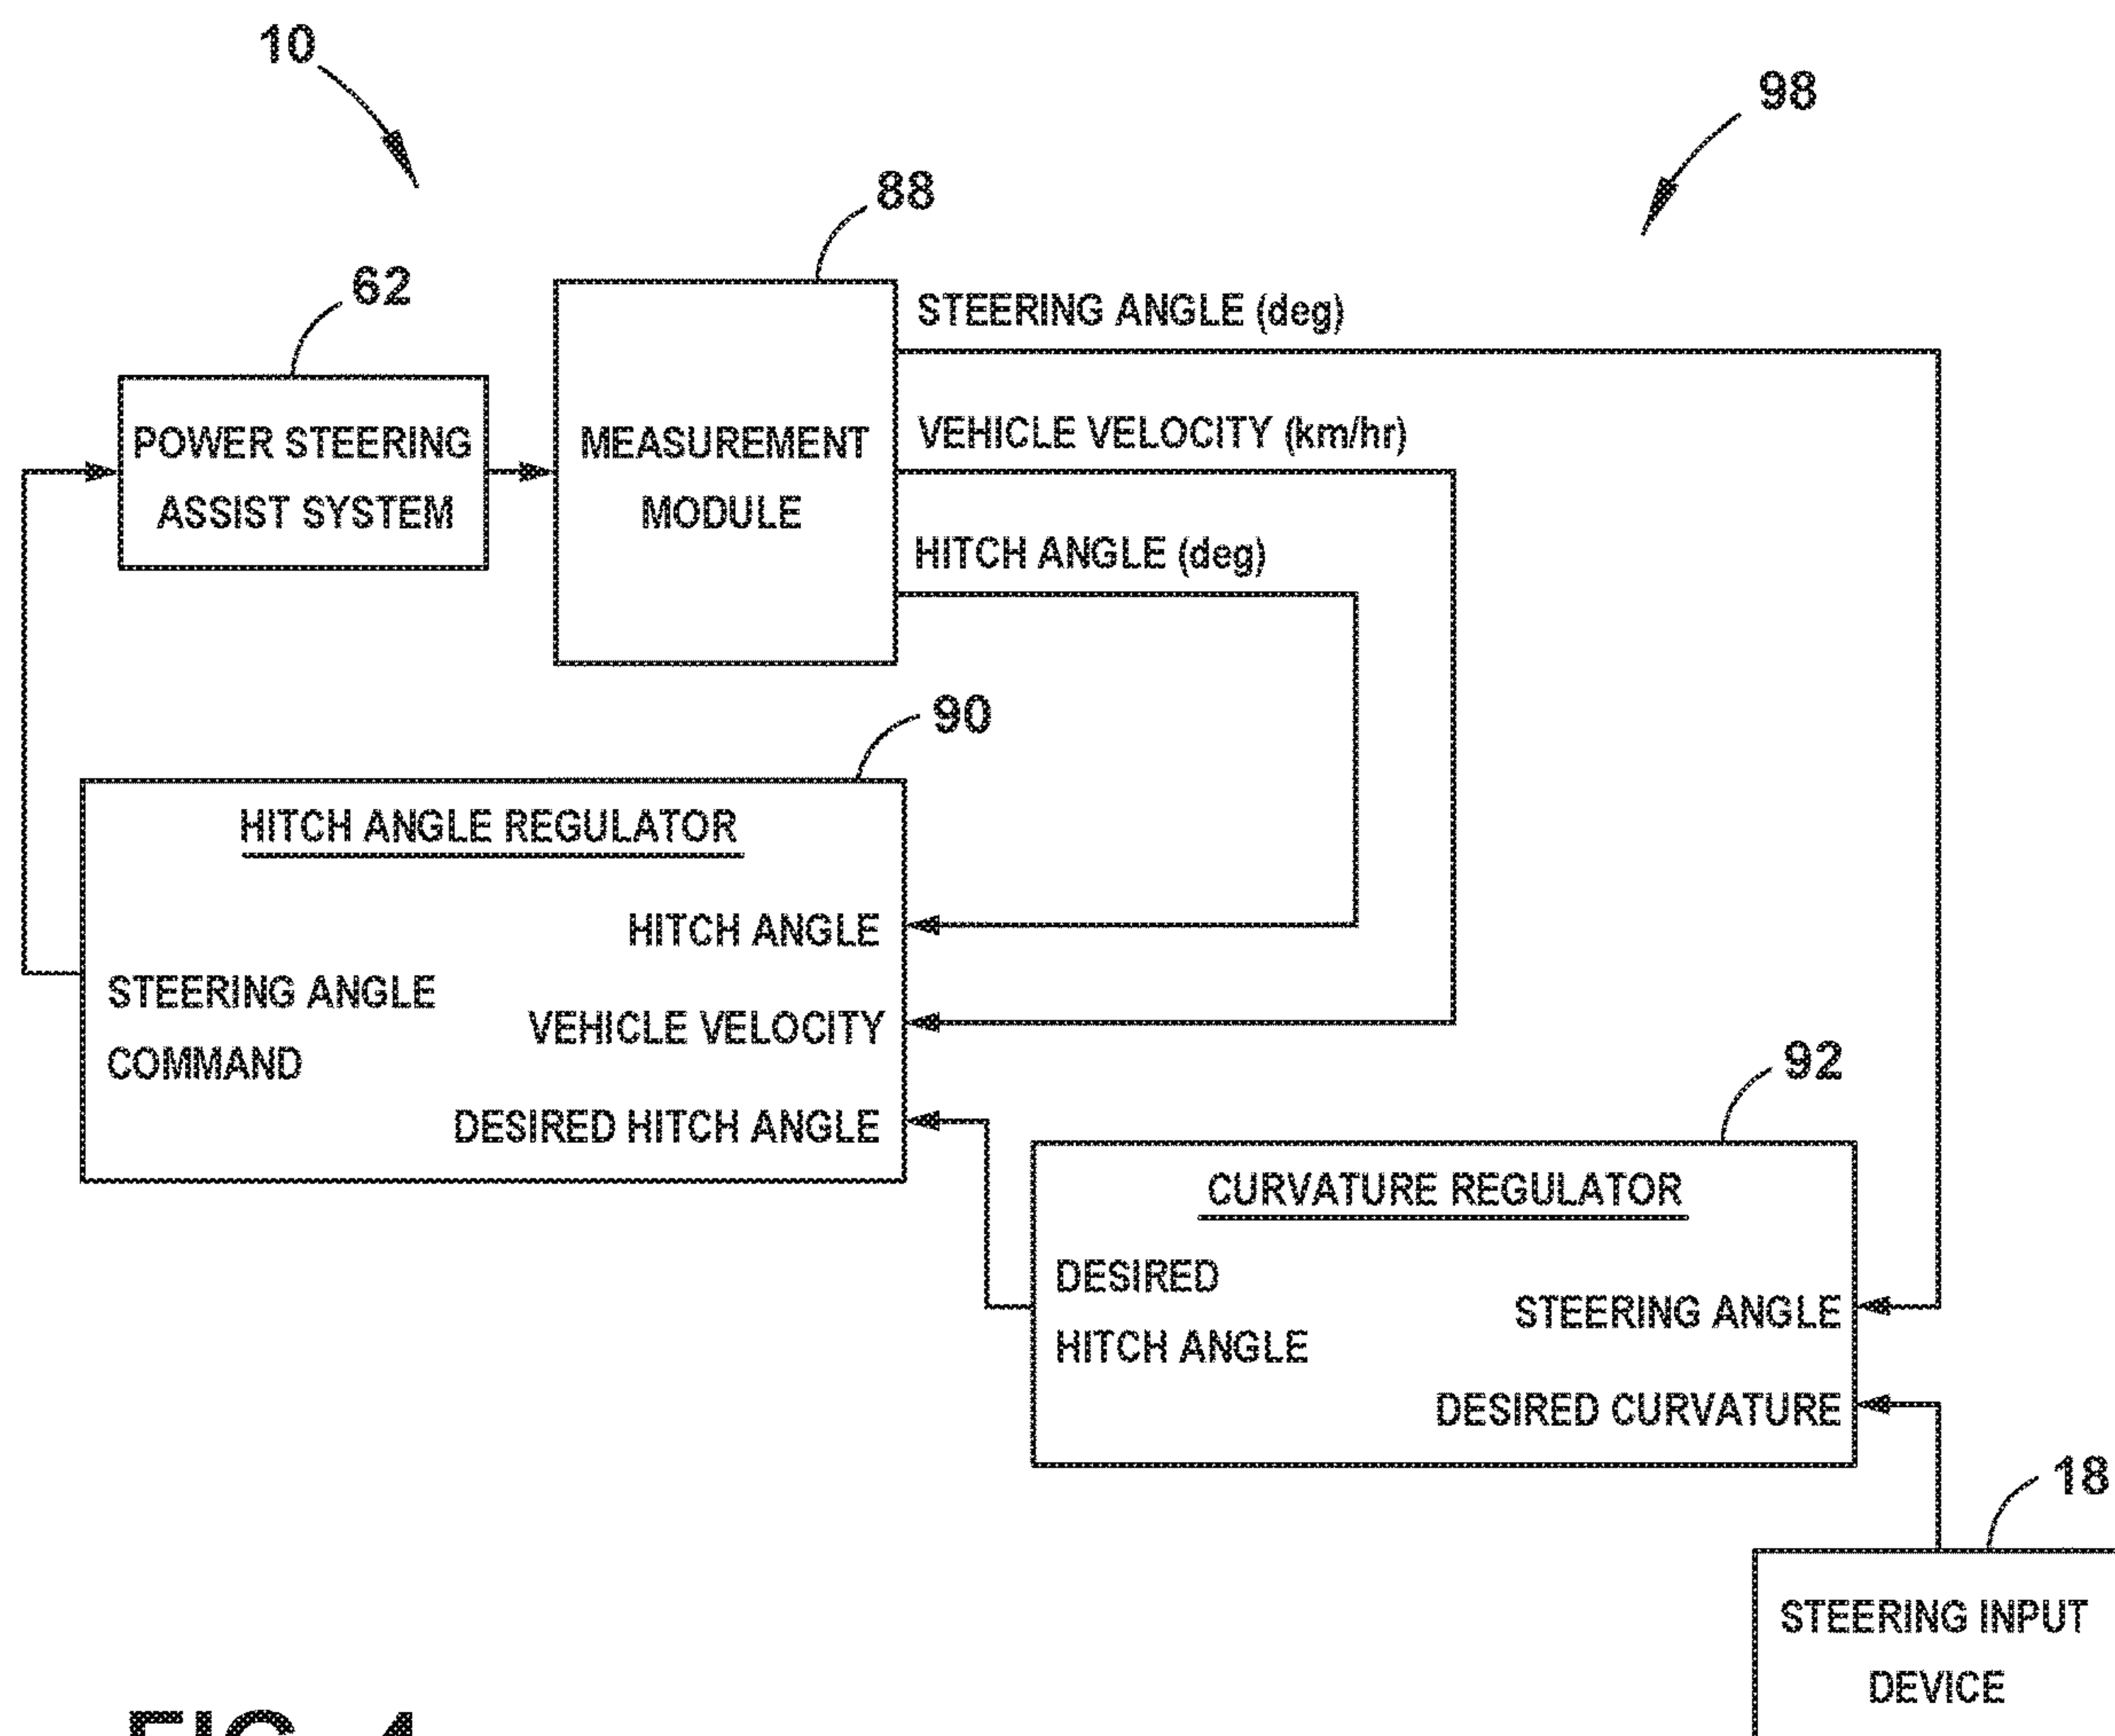 10
98
88
62
STEERING ANGLE (deg)
POWER STEERING
ASSIST SYSTEM
MEASUREMENT
MODULE
VEHICLE VELOCITY (km/hr)
HITCH ANGLE (deg)
90
HITCH ANGLE REGULATOR
HITCH ANGLE
STEERING ANGLE
COMMAND
VEHICLE VELOCITY
DESIRED HITCH ANGLE
92
CURVATURE REGULATOR
DESIRED
HITCH ANGLE
STEERING ANGLE
DESIRED CURVATURE
18
STEERING INPUT
DEVICE
FIG. 4